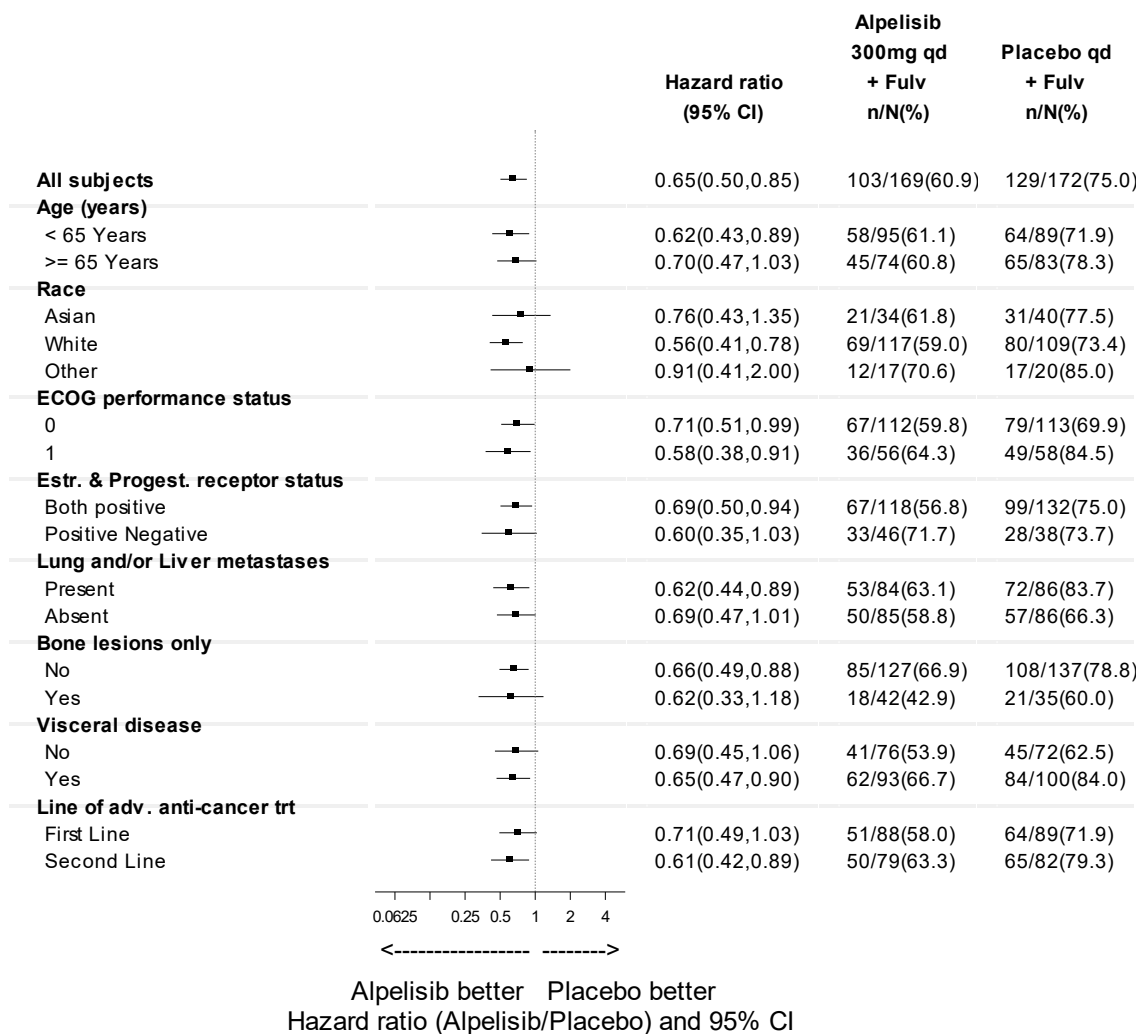 Alpelisib
300mg qd Placebo qd
Hazard ratio + Fulv + Fulv
(95% CI) n/N(%) n/N(%)
All subjects 0.65(0.50,0.85) 103/169(60.9) 129/172(75.0)
Age (years)
< 65 Years 0.62(0.43,0.89) 58/95(61.1) 64/89(71.9)
>= 65 Years 0.70(0.47,1.03) 45/74(60.8) 65/83(78.3)
Race
Asian 0.76(0.43,1.35) 21/34(61.8) 31/40(77.5)
White 0.56(0.41,0.78) 69/117(59.0) 80/109(73.4)
Other 0.91(0.41,2.00) 12/17(70.6) 17/20(85.0)
ECOG performance status
0 0.71(0.51,0.99) 67/112(59.8) 79/113(69.9)
1 0.58(0.38,0.91) 36/56(64.3) 49/58(84.5)
Estr. & Progest. receptor status
Both positive 0.69(0.50,0.94) 67/118(56.8) 99/132(75.0)
Positive Negative 0.60(0.35,1.03) 33/46(71.7) 28/38(73.7)
Lung and/or Liver metastases
Present 0.62(0.44,0.89) 53/84(63.1) 72/86(83.7)
Absent 0.69(0.47,1.01) 50/85(58.8) 57/86(66.3)
Bone lesions only
No 0.66(0.49,0.88) 85/127(66.9) 108/137(78.8)
Yes 0.62(0.33,1.18) 18/42(42.9) 21/35(60.0)
Visceral disease
No 0.69(0.45,1.06) 41/76(53.9) 45/72(62.5)
Yes 0.65(0.47,0.90) 62/93(66.7) 84/100(84.0)
Line of adv. anti-cancer trt
First Line 0.71(0.49,1.03) 51/88(58.0) 64/89(71.9)
Second Line 0.61(0.42,0.89) 50/79(63.3) 65/82(79.3)
0.0625 0.25 0.5 1 2 4
<---------------- -------->
Alpelisib better Placebo better
Hazard ratio (Alpelisib/Placebo) and 95% CI